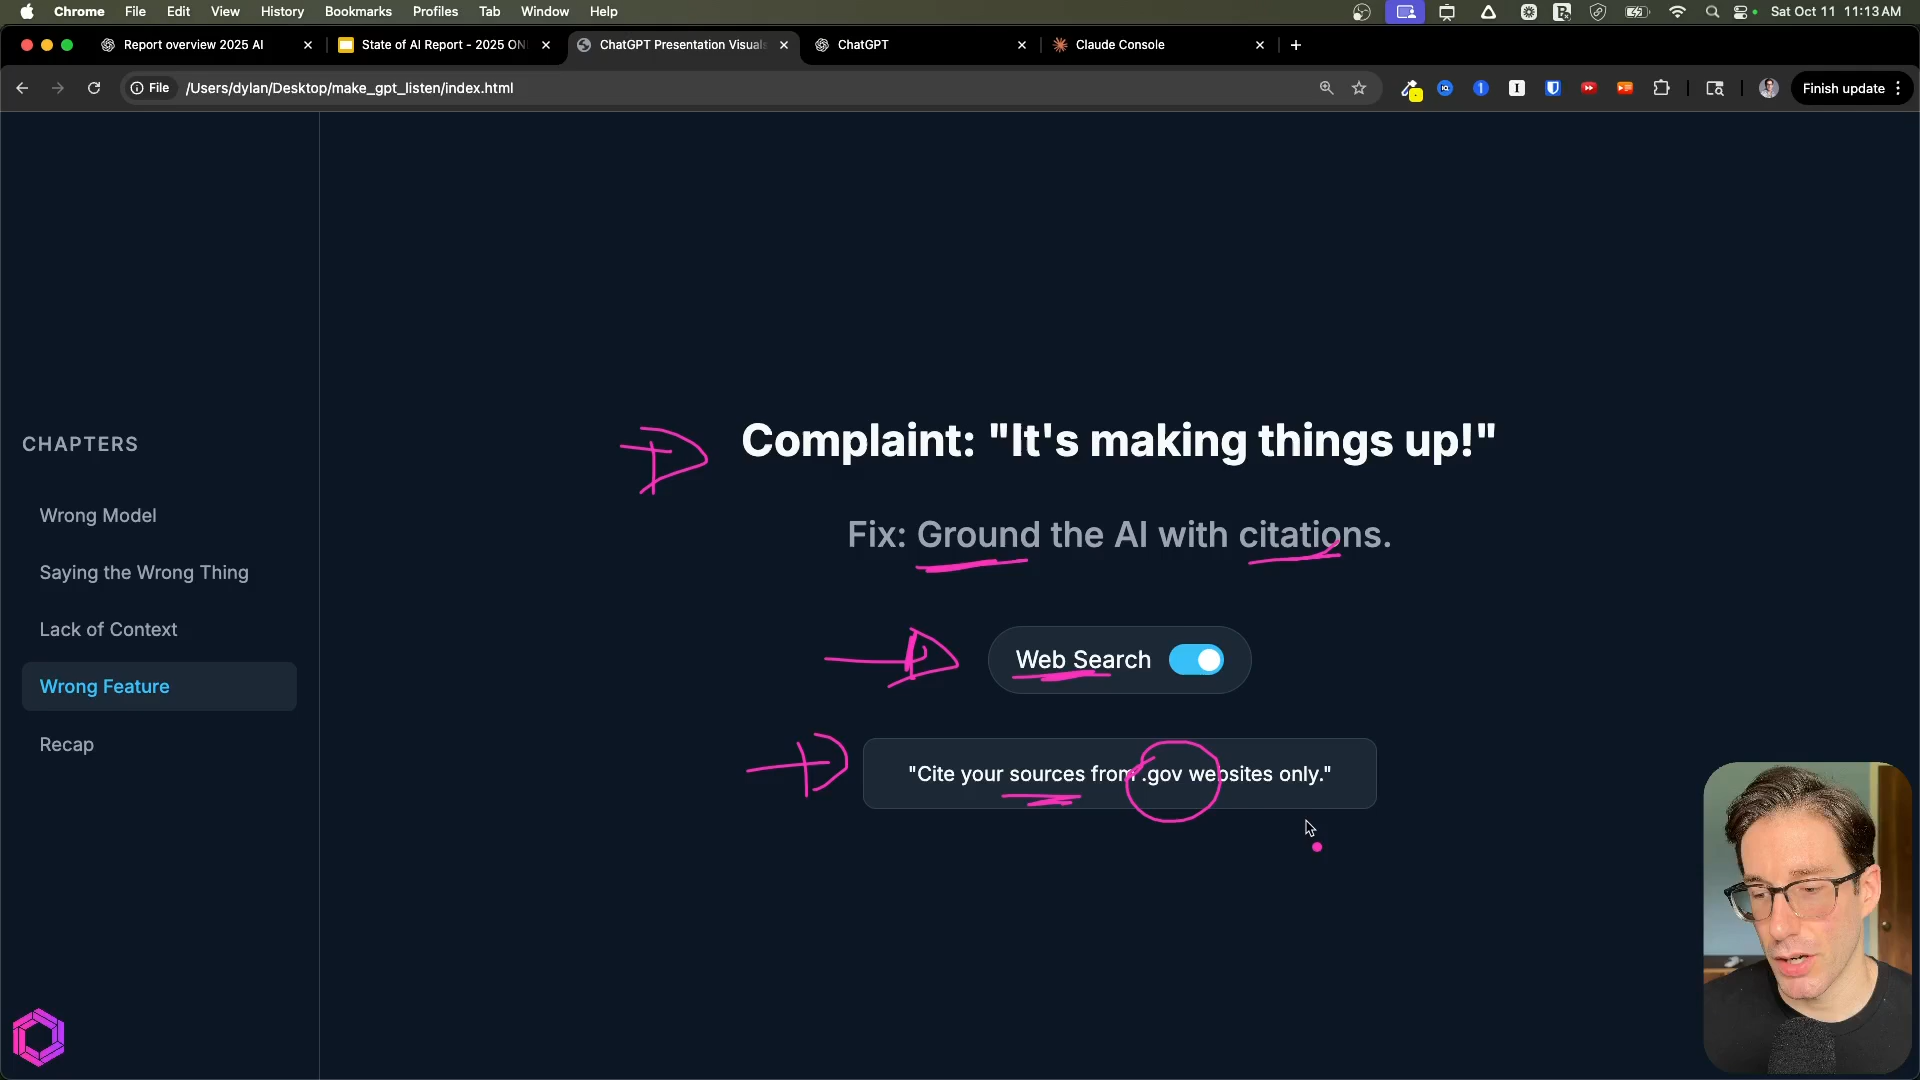 Chrome File Edit View History Bookmarks Profiles Tab Window Help Sat Oct 11 11:13 AM
Report overview 2025 AI State of AI Report - 2025 ON ChatGPT Presentation Visuals ChatGPT Claude Console
File /Users/dylan/Desktop/make_gpt_listen/index.html Finish update
CHAPTERS
Wrong Model
Saying the Wrong Thing
Lack of Context
Wrong Feature
Recap
Complaint: "It's making things up!"
Fix: Ground the AI with citations.
Web Search
"Cite your sources from .gov websites only."